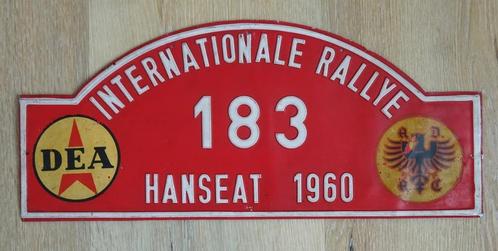 INTERNATIONALE RALLYE
183
DEA
A. D.
HANSEAT 1960